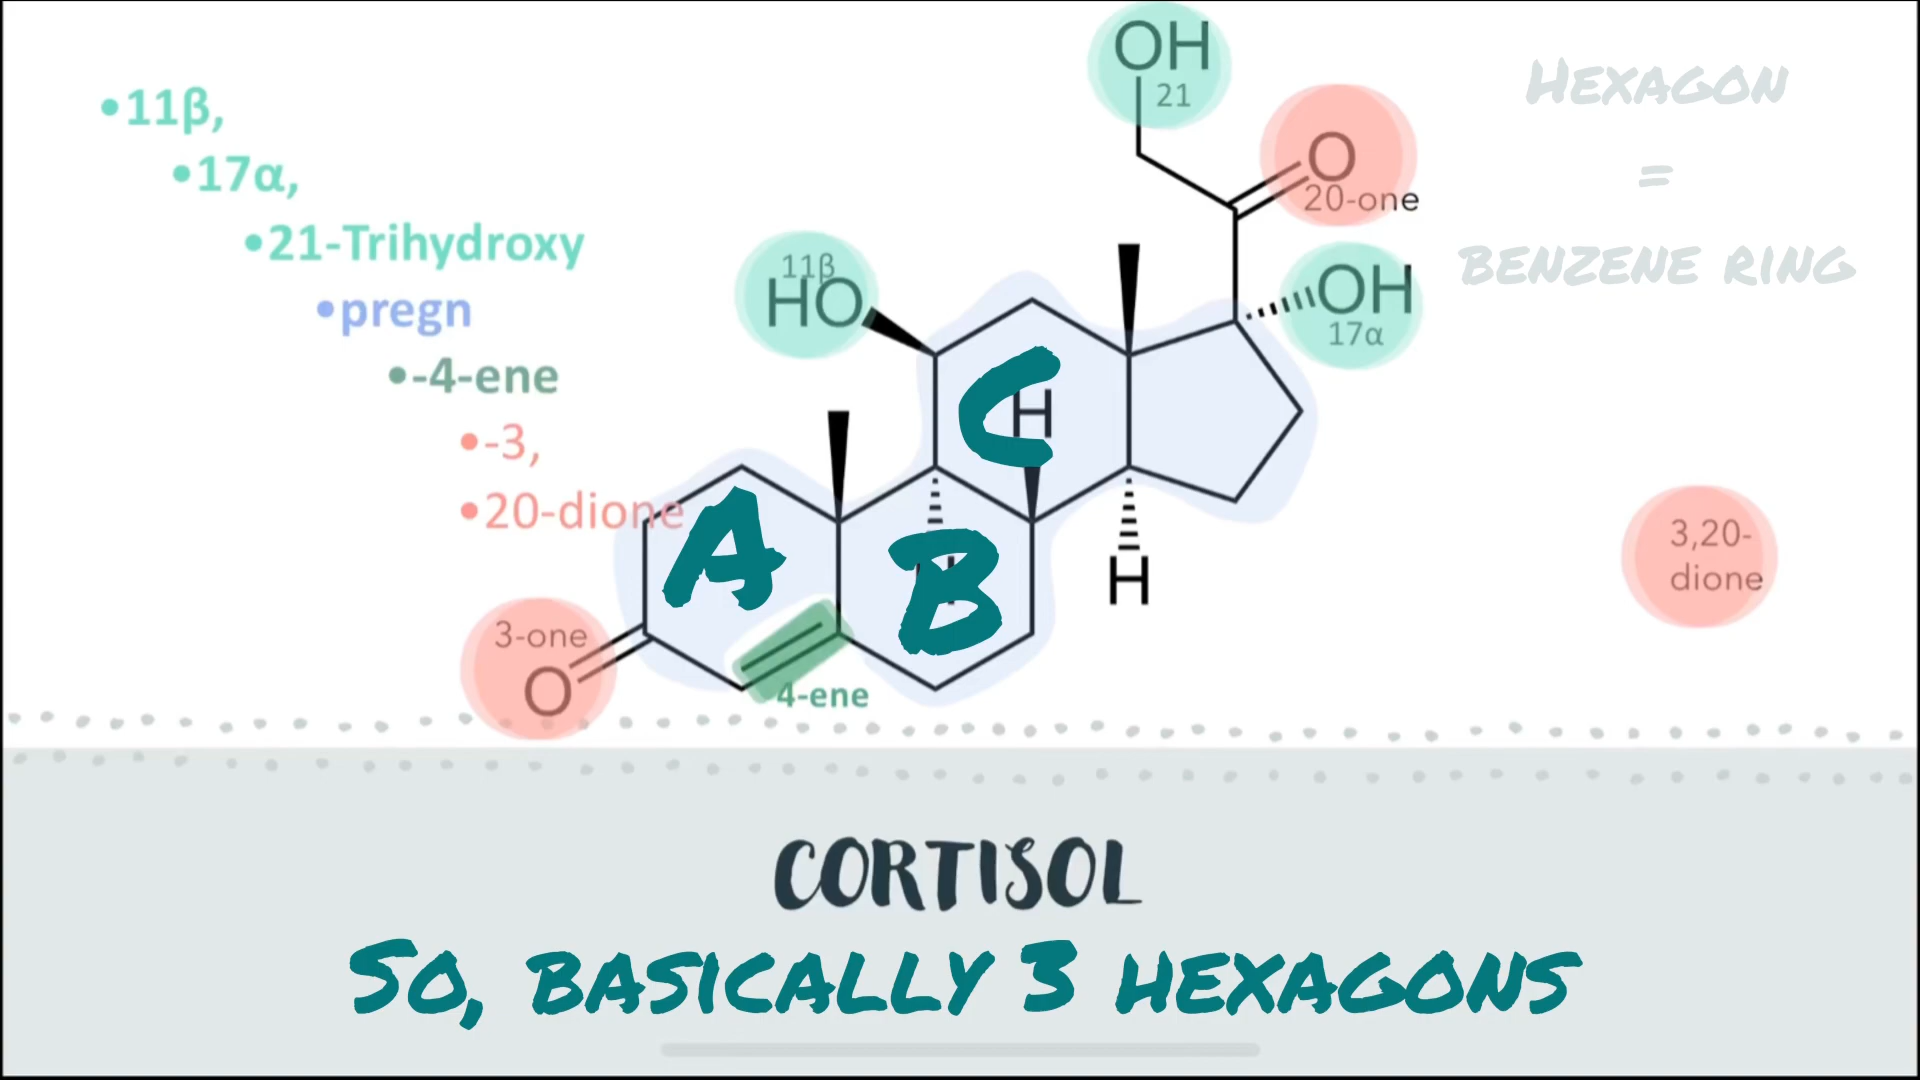 •11β,
•17α,
•21-Trihydroxy
•pregn
•-4-ene
•-3,
•20-dione
OH
21
O
20-one
HEXAGON
=
BENZENE RING
11β
HO
OH
17α
C
H
A
B
H
3-one
O
4-ene
3,20-
dione
CORTISOL
SO, BASICALLY 3 HEXAGONS